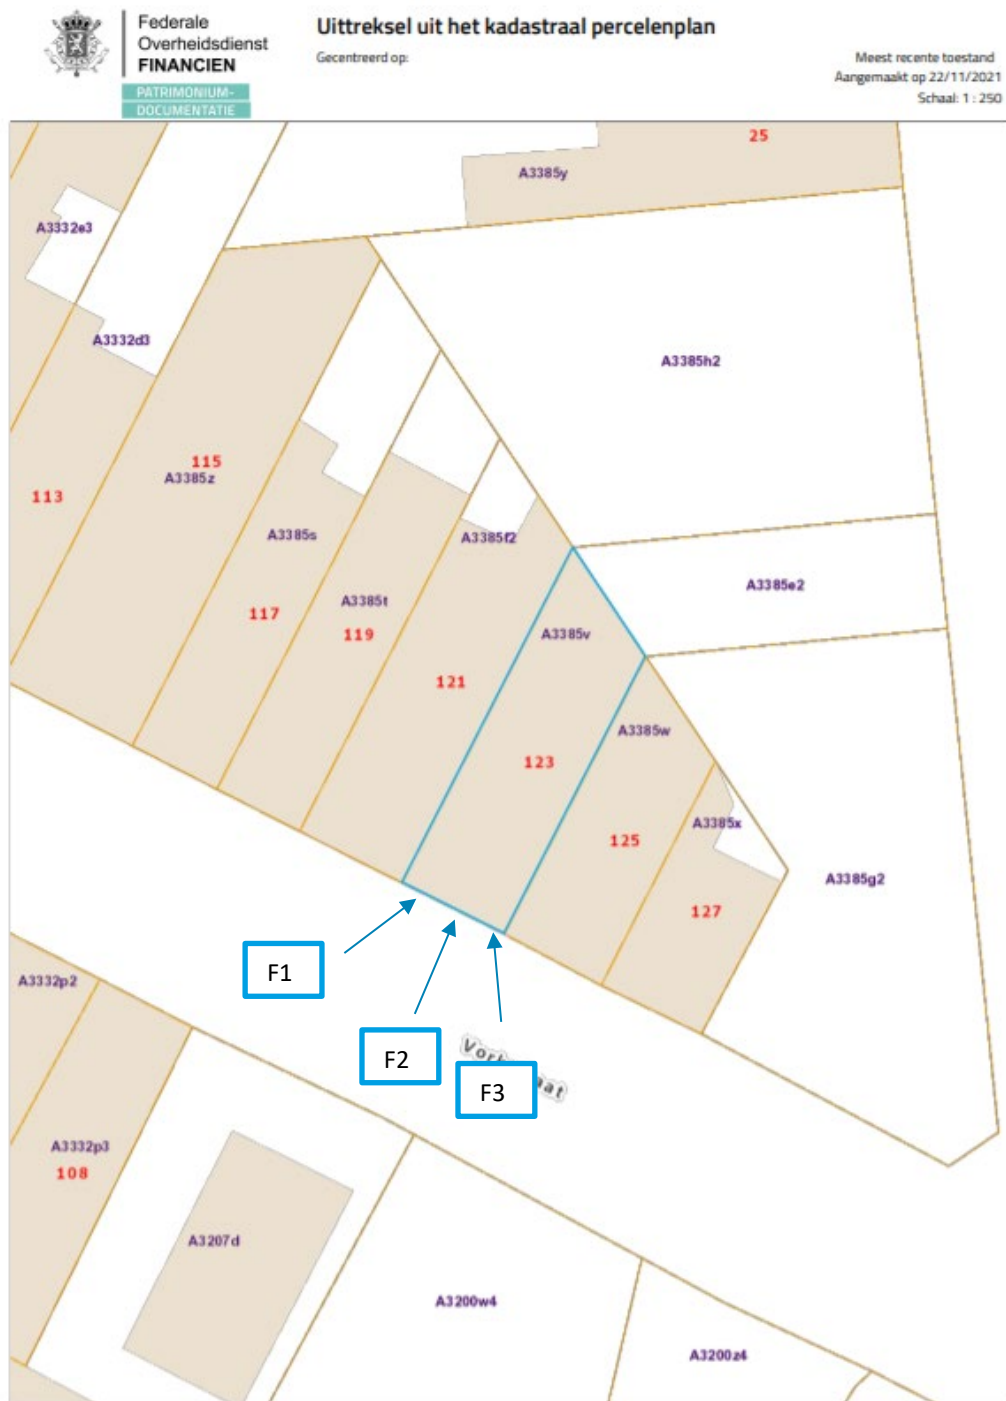 Federale
Overheidsdienst
FINANCIEN
PATRIMONIUM-
DOCUMENTATIE
Uittreksel uit het kadastraal percelenplan
Gecentreerd op:
Meest recente toestand
Aangemaakt op 22/11/2021
Schaal: 1 : 250
25
A3385y
A3332e3
A3332d3
A3385h2
115
A3385z
113
A3385s
A3385f2
A3385e2
A3385t
117
119
A3385v
121
A3385w
123
A3385x
125
A3385g2
127
F1
A3332p2
F2
F3
A3332p3
108
A3207d
A3200w4
A3200z4